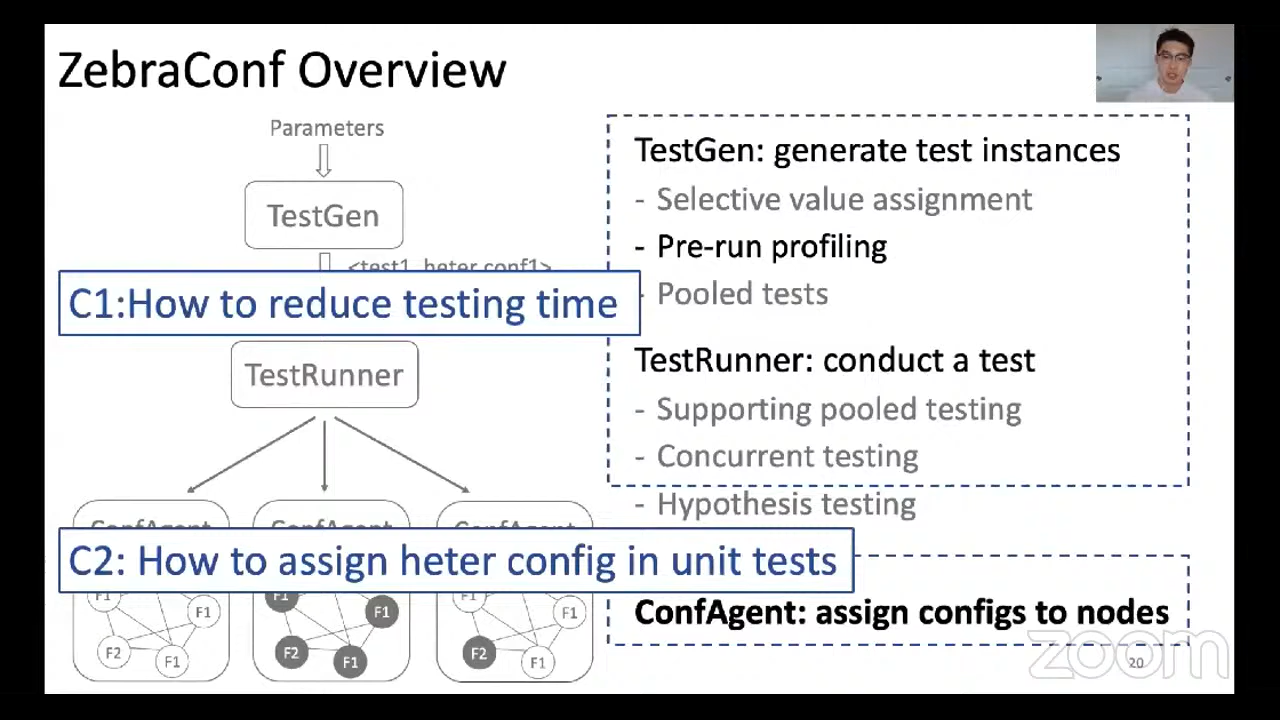 ZebraConf Overview
Parameters
TestGen
<test1, heter conf1>
C1:How to reduce testing time
TestRunner
ConfAgent
ConfAgent
ConfAgent
C2: How to assign heter config in unit tests
F1
F1
F2
F1
F1
F1
F2
F1
F1
F1
F2
F1
TestGen: generate test instances
- Selective value assignment
- Pre-run profiling
- Pooled tests
TestRunner: conduct a test
- Supporting pooled testing
- Concurrent testing
- Hypothesis testing
ConfAgent: assign configs to nodes
zoom
20